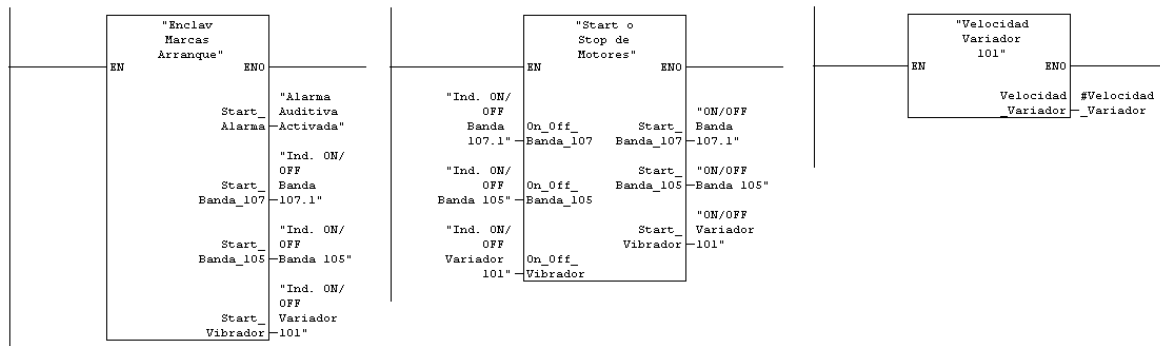 "Enclav
Marcas
Arranque"
EN ENO
Start_
Alarma
"Alarma
Auditiva
Activada"
Start_
Banda_107
"Ind. ON/
OFF
Banda
107.1"
Start_
Banda_105
"Ind. ON/
OFF
Banda 105"
Start_
Vibrador
"Ind. ON/
OFF
Variador
101"
"Start o
Stop de
Motores"
EN ENO
"Ind. ON/
OFF
Banda
107.1"
On_Off_
Banda_107
"Ind. ON/
OFF
Banda 105"
On_Off_
Banda_105
"Ind. ON/
OFF
Variador
101"
On_Off_
Vibrador
Start_
Banda_107
"ON/OFF
Banda
107.1"
Start_
Banda_105
"ON/OFF
Banda 105"
Start_
Vibrador
"ON/OFF
Variador
101"
"Velocidad
Variador
101"
EN ENO
Velocidad
_Variador
#Velocidad
_Variador